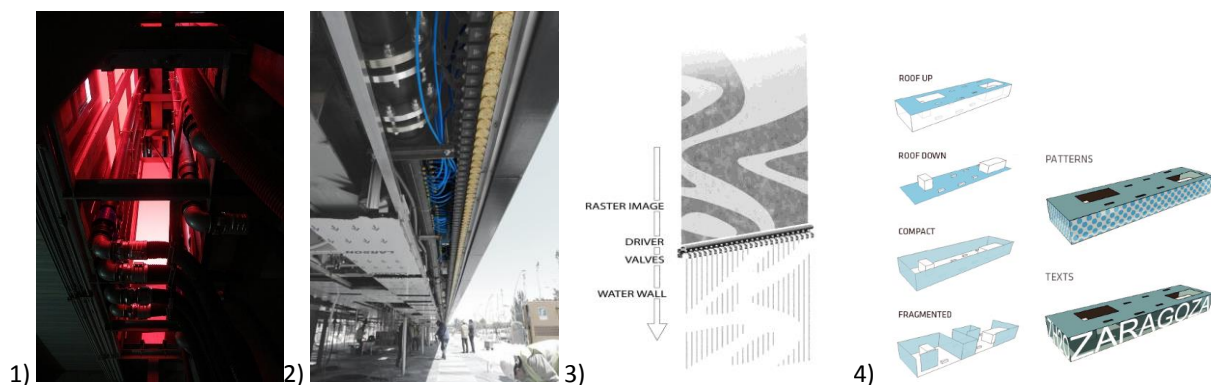 1)
2)
LARSON
3)
RASTER IMAGE
DRIVER
VALVES
WATER WALL
4)
ROOF UP
ROOF DOWN
COMPACT
FRAGMENTED
PATTERNS
TEXTS
ZARAGOZA